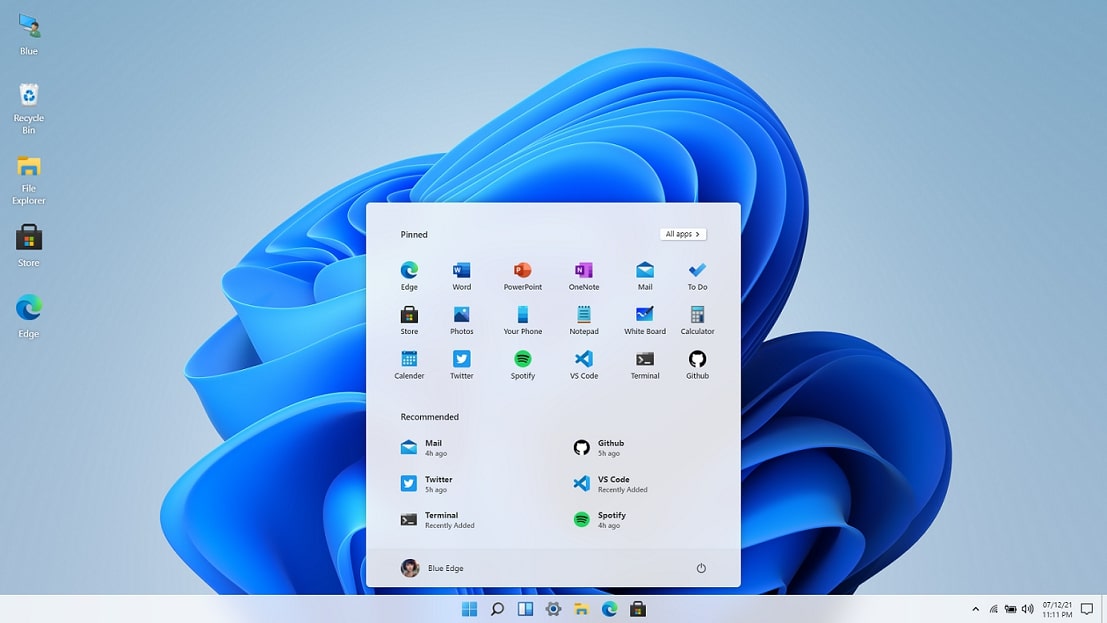 Blue
Recycle
Bin
File
Explorer
Store
Edge
Pinned
All apps >
Edge Word PowerPoint OneNote Mail To Do
Store Photos Your Phone Notepad White Board Calculator
Calender Twitter Spotify VS Code Terminal Github
Recommended
Mail Github
4h ago 5h ago
Twitter VS Code
5h ago Recently Added
Terminal Spotify
Recently Added 4h ago
Blue Edge
07/12/21
11:11 PM